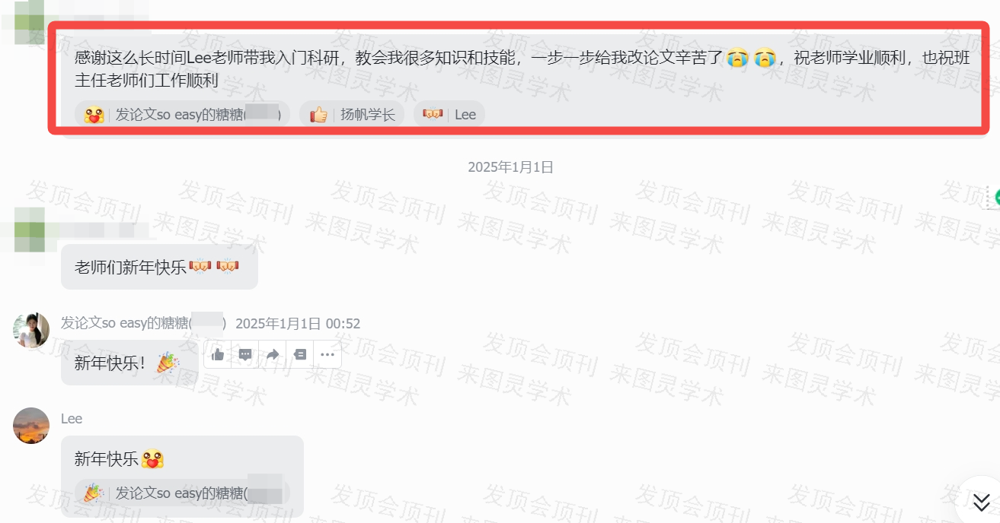 感谢这么长时间Lee老师带我入门科研，教会我很多知识和技能，一步一步给我改论文辛苦了😭😭，祝老师学业顺利，也祝班
主任老师们工作顺利
发论文so easy的糖糖( )
扬帆学长
Lee
2025年1月1日
老师们新年快乐
发论文so easy的糖糖( ) 2025年1月1日 00:52
新年快乐！🎉
Lee
新年快乐
发论文so easy的糖糖(
发顶会顶刊
来图灵学术